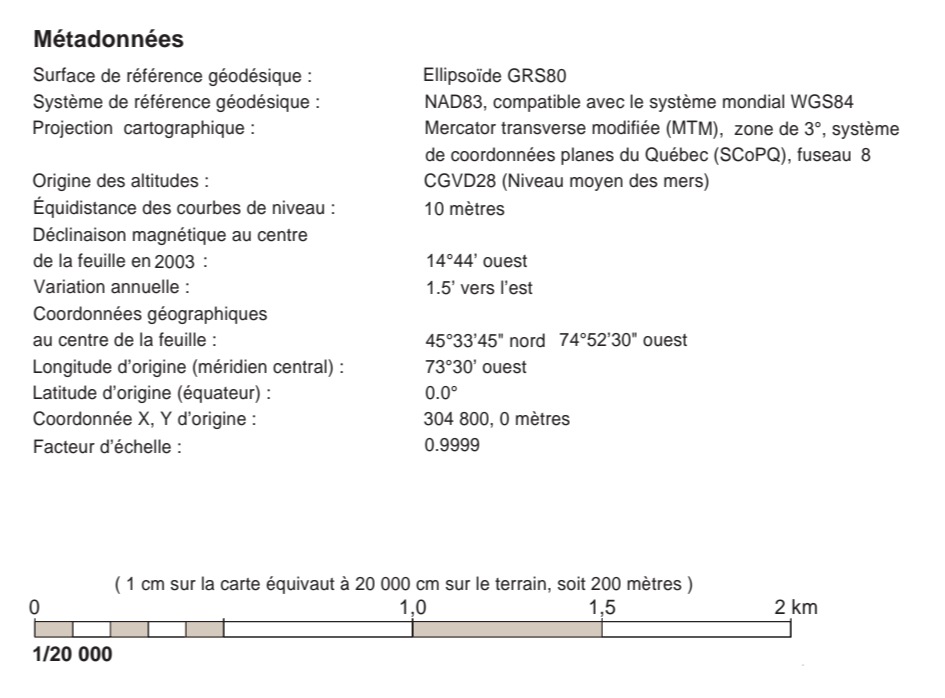 Métadonnées
Surface de référence géodésique : Ellipsoïde GRS80
Système de référence géodésique : NAD83, compatible avec le système mondial WGS84
Projection cartographique : Mercator transverse modifiée (MTM), zone de 3°, système
de coordonnées planes du Québec (SCoPQ), fuseau 8
Origine des altitudes : CGVD28 (Niveau moyen des mers)
Équidistance des courbes de niveau : 10 mètres
Déclinaison magnétique au centre
de la feuille en 2003 : 14°44' ouest
Variation annuelle : 1.5' vers l'est
Coordonnées géographiques
au centre de la feuille : 45°33'45" nord 74°52'30" ouest
Longitude d'origine (méridien central) : 73°30' ouest
Latitude d'origine (équateur) : 0.0°
Coordonnée X, Y d'origine : 304 800, 0 mètres
Facteur d'échelle : 0.9999
( 1 cm sur la carte équivaut à 20 000 cm sur le terrain, soit 200 mètres )
0 1,0 1,5 2 km
1/20 000